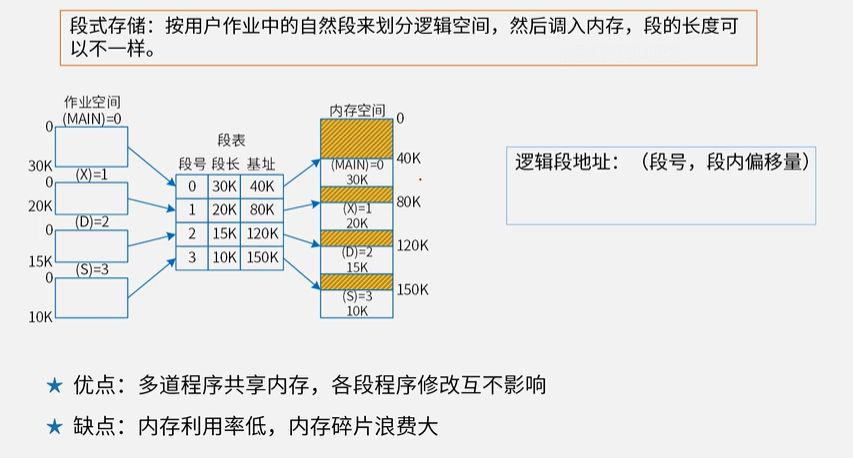 段式存储：按用户作业中的自然段来划分逻辑空间，然后调入内存，段的长度可
以不一样。
作业空间
(MAIN)=0
0
30K
(X)=1
0
20K
(D)=2
0
15K
(S)=3
0
10K
段表
段号 段长 基址
0 30K 40K
1 20K 80K
2 15K 120K
3 10K 150K
内存空间
0
40K
(MAIN)=0
30K
80K
(X)=1
20K
120K
(D)=2
15K
150K
(S)=3
10K
逻辑段地址：（段号，段内偏移量）
★ 优点：多道程序共享内存，各段程序修改互不影响
★ 缺点：内存利用率低，内存碎片浪费大